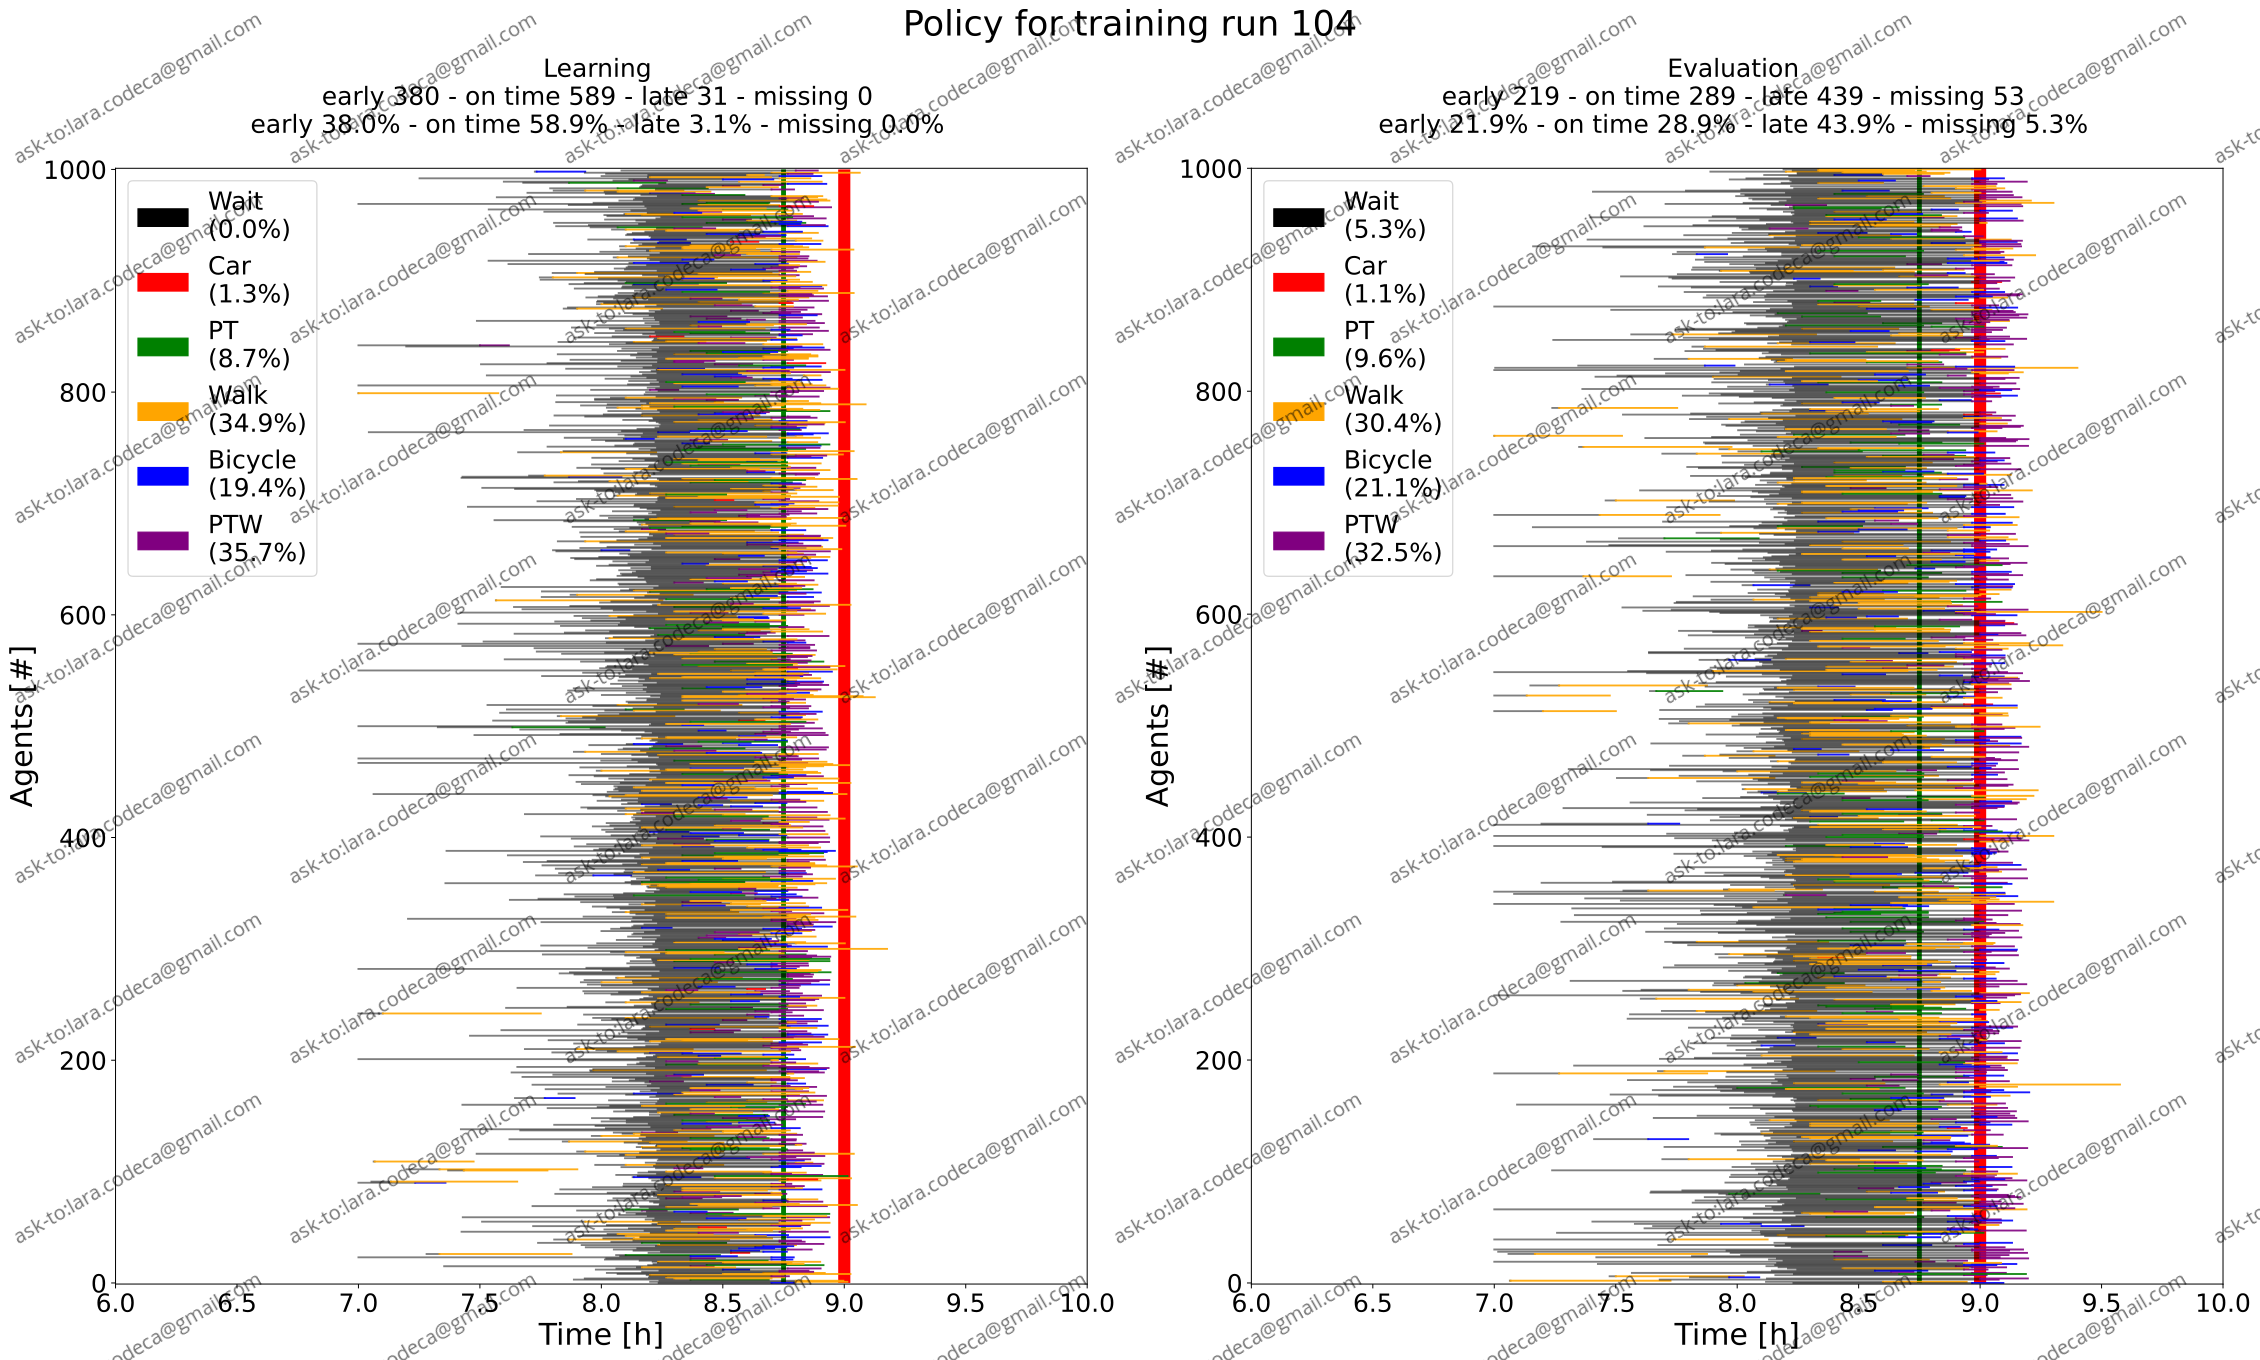 Policy for training run 104
Learning
early 380 - on time 589 - late 31 - missing 0
early 38.0% - on time 58.9% - late 3.1% - missing 0.0%
Evaluation
early 219 - on time 289 - late 439 - missing 53
early 21.9% - on time 28.9% - late 43.9% - missing 5.3%
Wait
(0.0%)
Car
(1.3%)
PT
(8.7%)
Walk
(34.9%)
Bicycle
(19.4%)
PTW
(35.7%)
1000
800
600
400
200
0
Agents [#]
6.0 6.5 7.0 7.5 8.0 8.5 9.0 9.5 10.0
Time [h]
Wait
(5.3%)
Car
(1.1%)
PT
(9.6%)
Walk
(30.4%)
Bicycle
(21.1%)
PTW
(32.5%)
1000
800
600
400
200
0
Agents [#]
6.0 6.5 7.0 7.5 8.0 8.5 9.0 9.5 10.0
Time [h]
ask-to:lara.codeca@gmail.com